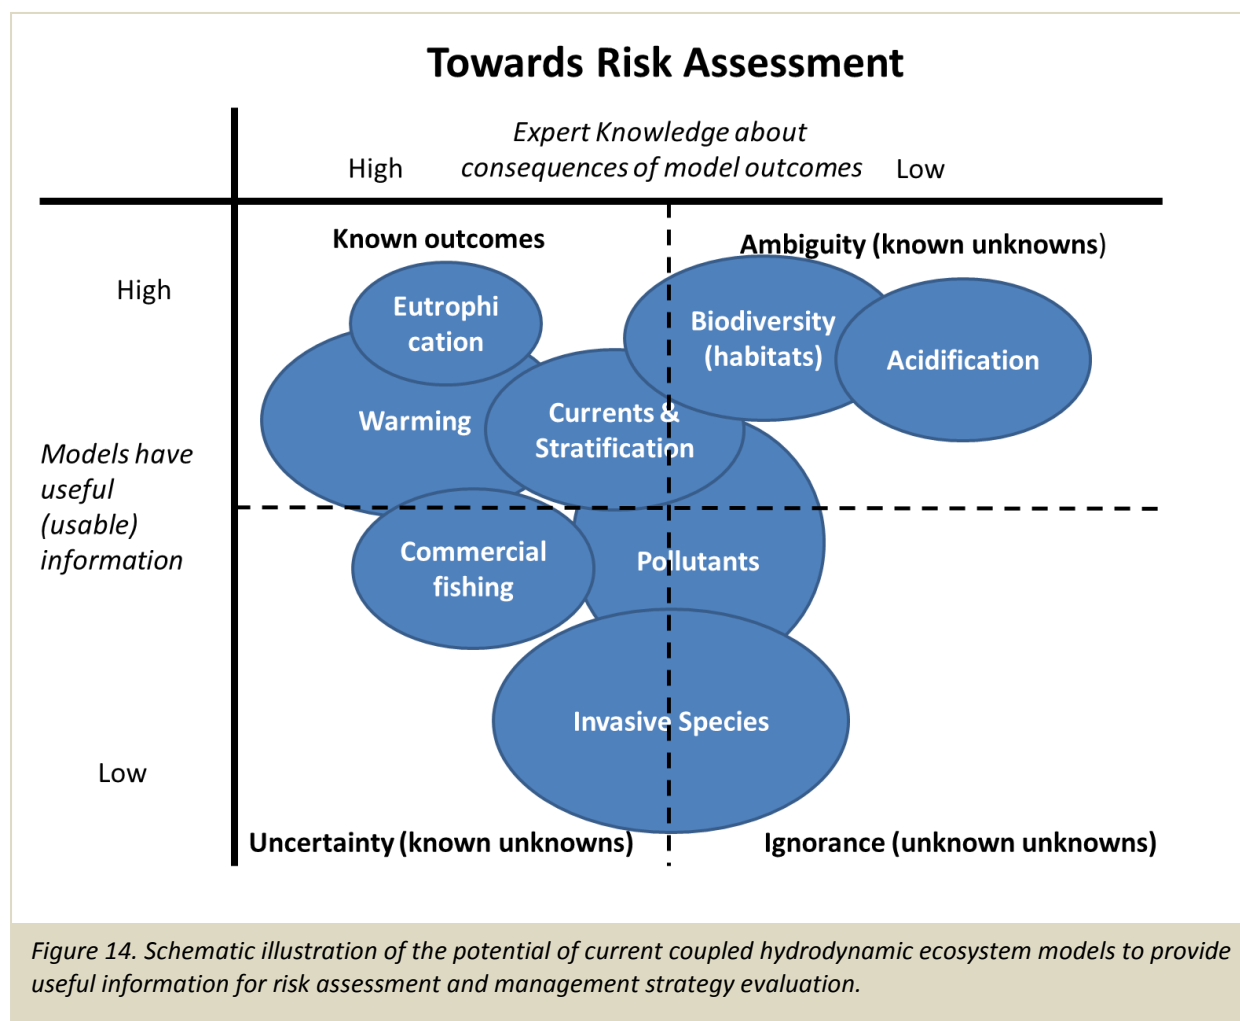 Towards Risk Assessment
Expert Knowledge about
High consequences of model outcomes Low
Known outcomes
Ambiguity (known unknowns)
High
Eutrophi
cation
Biodiversity
(habitats)
Acidification
Warming
Currents &
Stratification
Models have
useful
(usable)
information
Commercial
fishing
Pollutants
Invasive Species
Low
Uncertainty (known unknowns)
Ignorance (unknown unknowns)
Figure 14. Schematic illustration of the potential of current coupled hydrodynamic ecosystem models to provide
useful information for risk assessment and management strategy evaluation.